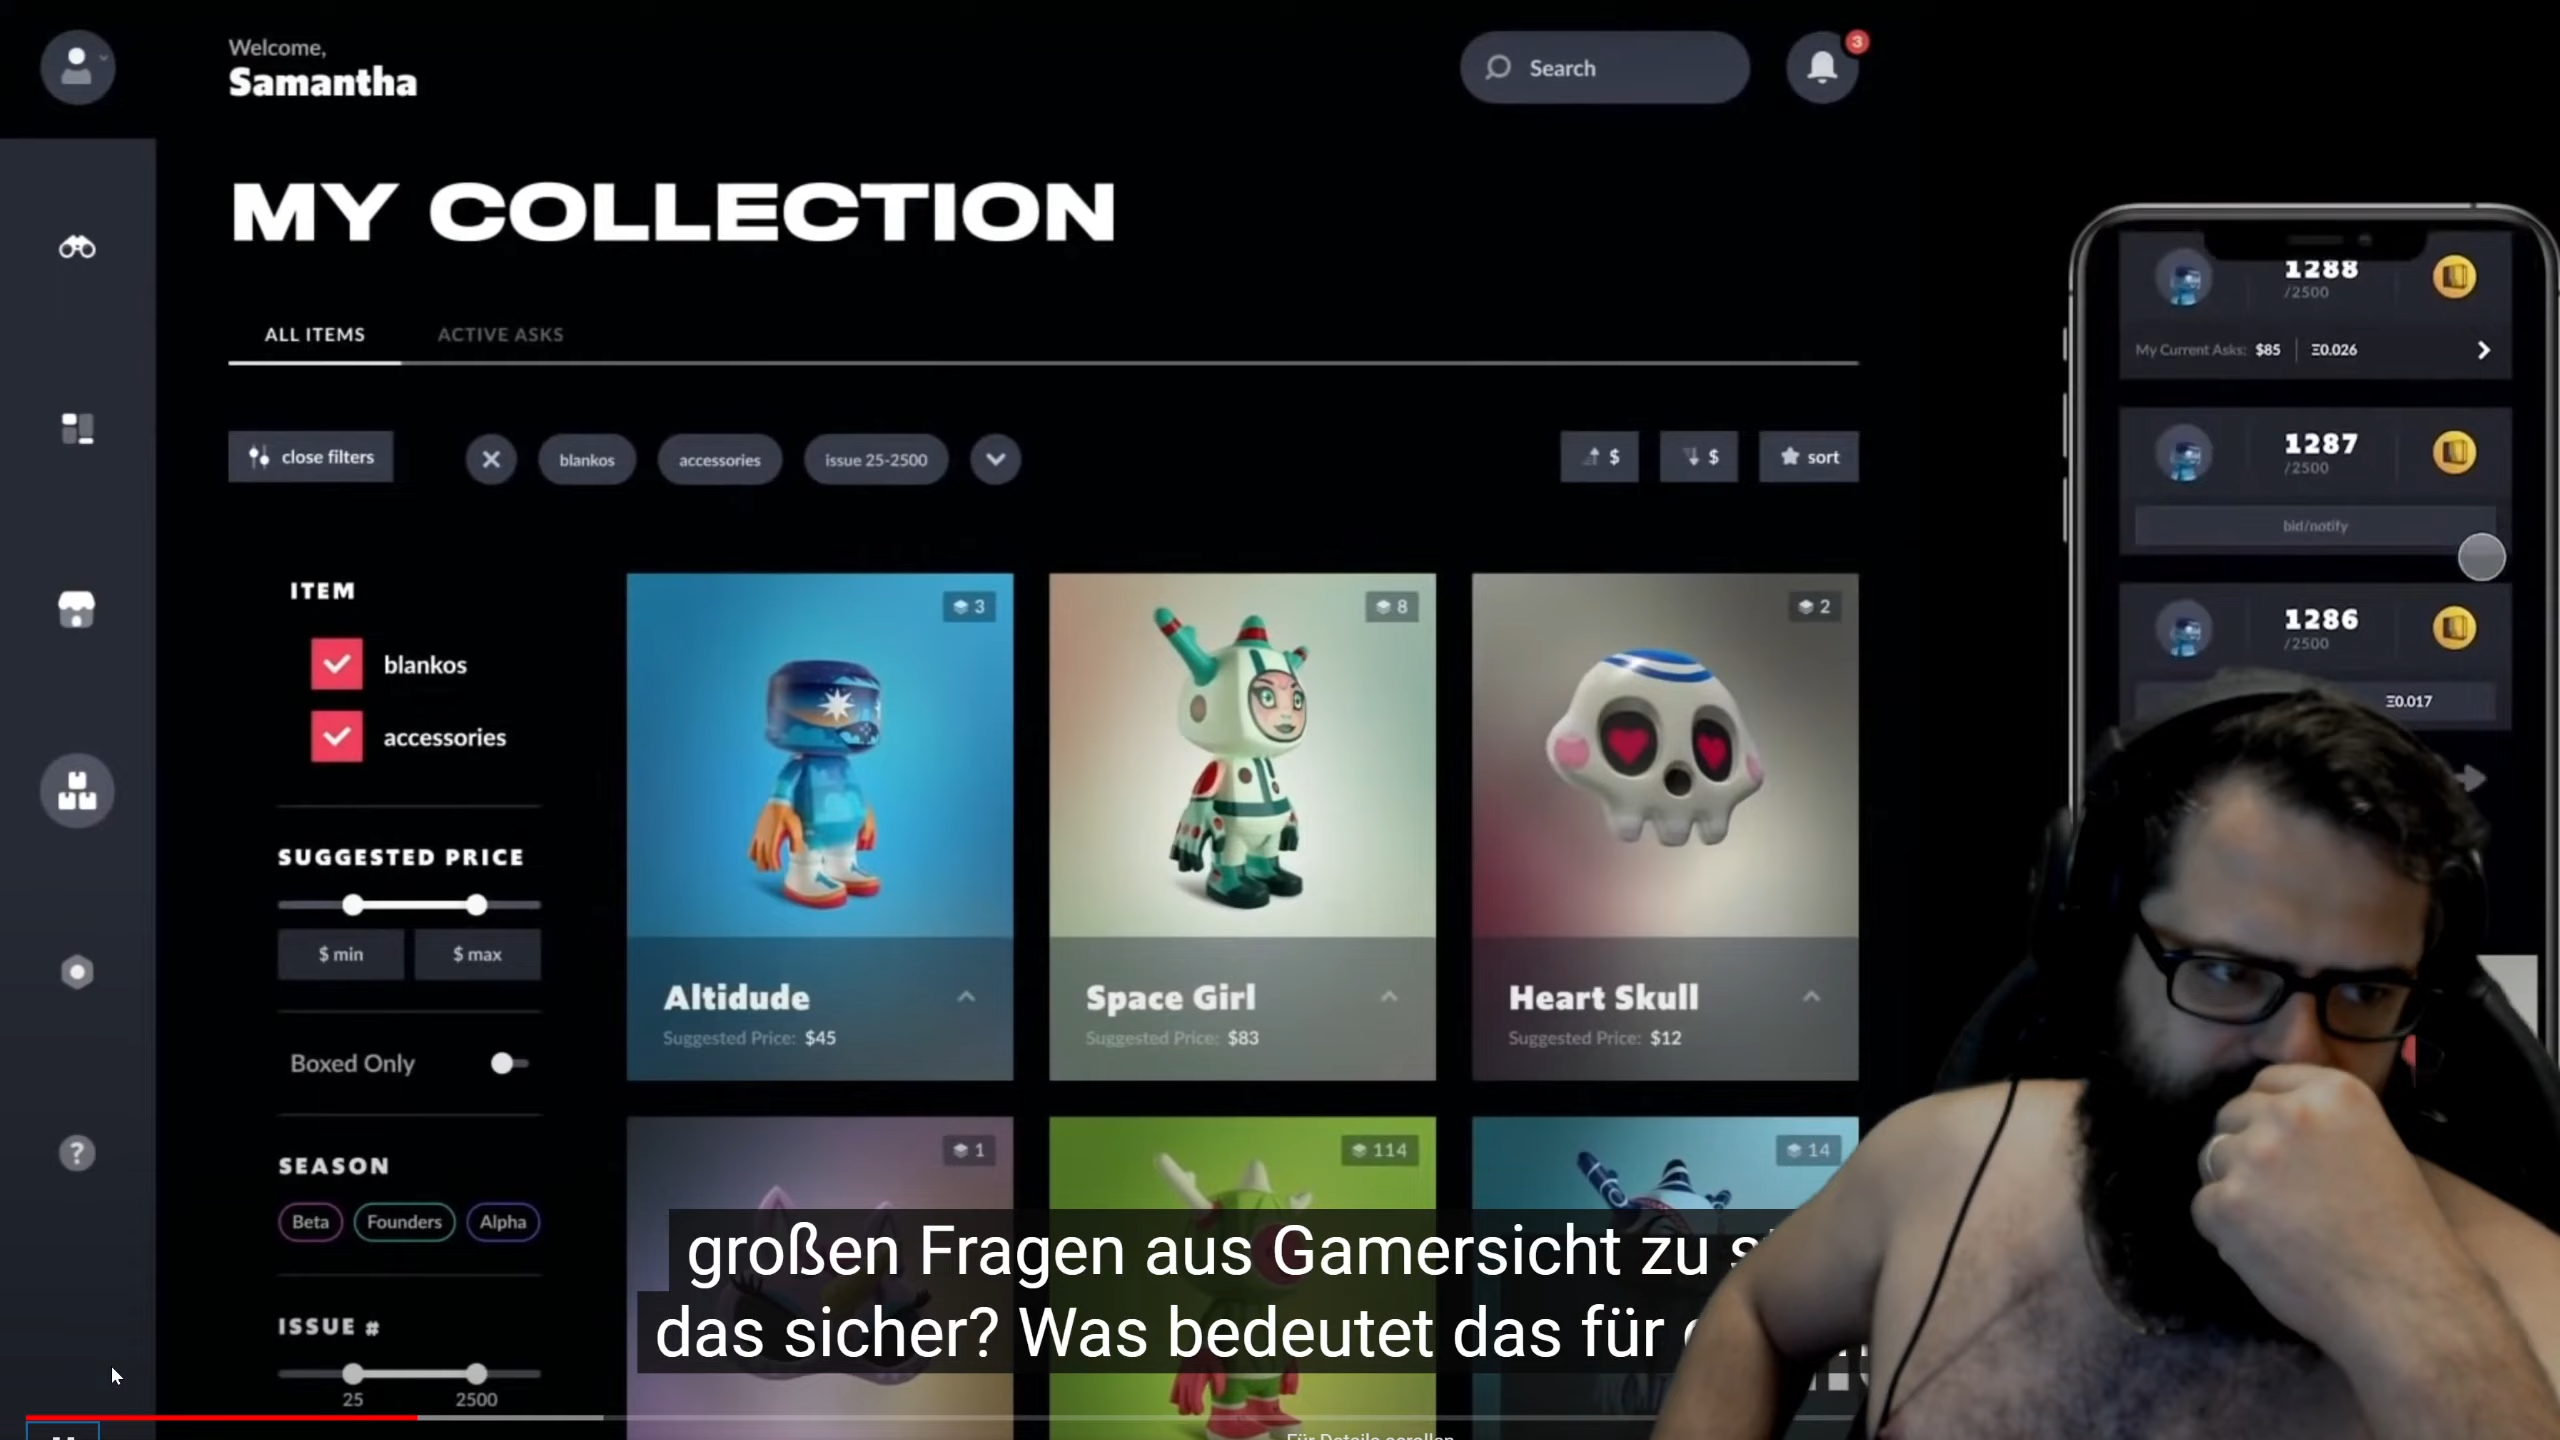 Welcome,
Samantha
Search
3
MY COLLECTION
ALL ITEMS
ACTIVE ASKS
close filters
blankos
accessories
issue 25-2500
$
$
sort
ITEM
blankos
accessories
SUGGESTED PRICE
$ min
$ max
Boxed Only
SEASON
Beta
Founders
Alpha
ISSUE #
25
2500
3
Altidude
Suggested Price: $45
8
Space Girl
Suggested Price: $83
2
Heart Skull
Suggested Price: $12
1
114
14
1288
/2500
My Current Asks: $85 Ξ0.026
1287
/2500
bid/notify
1286
/2500
Ξ0.017
großen Fragen aus Gamersicht zu
das sicher? Was bedeutet das für
?